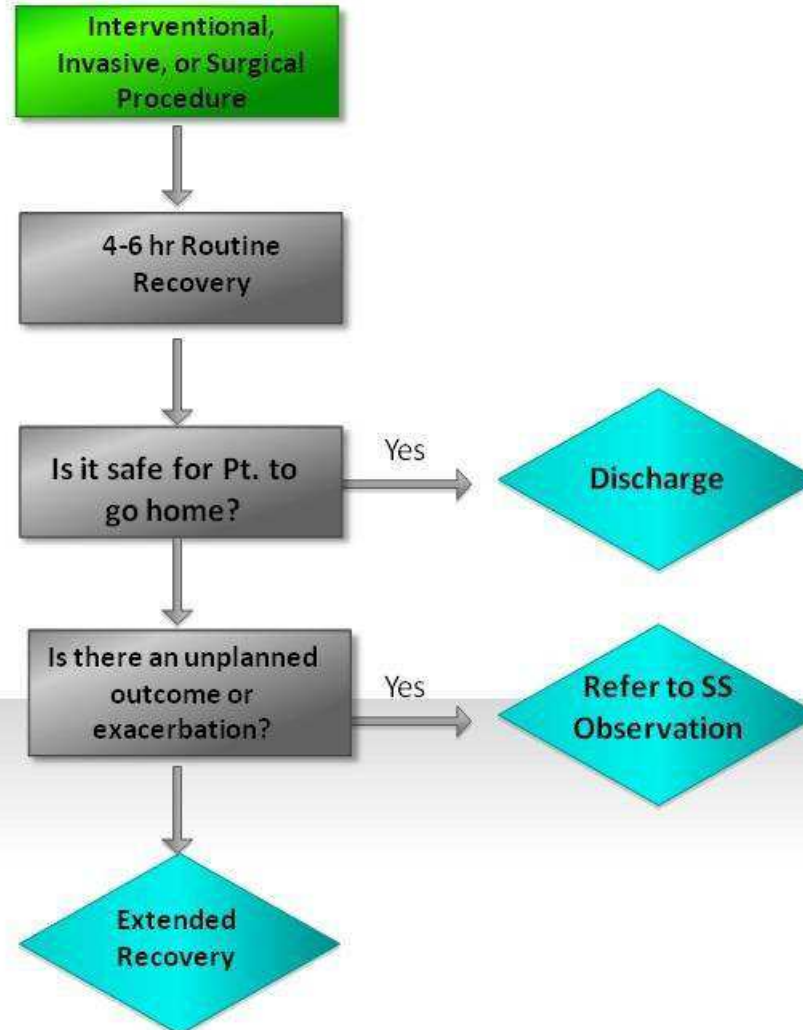 Interventional,
Invasive, or Surgical
Procedure
4-6 hr Routine
Recovery
Is it safe for Pt. to
go home?
Yes
Discharge
Is there an unplanned
outcome or
exacerbation?
Yes
Refer to SS
Observation
Extended
Recovery